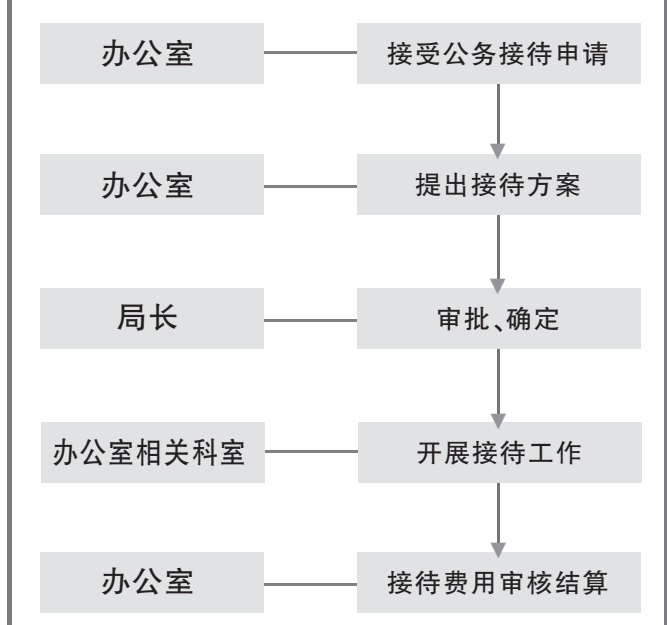 办公室
接受公务接待申请
办公室
提出接待方案
局长
审批、确定
办公室相关科室
开展接待工作
办公室
接待费用审核结算